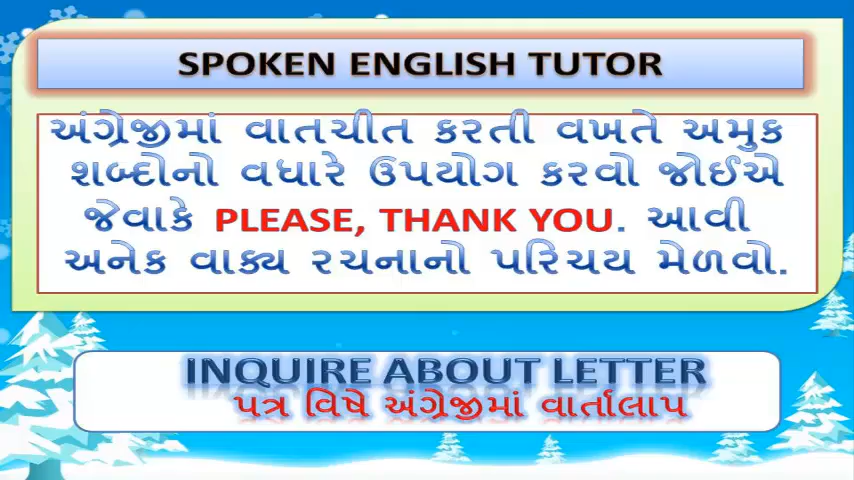 SPOKEN ENGLISH TUTOR
અંગ્રેજીમાં વાતચીત કરતી વખતે અમુક
શબ્દોનો વધારે ઉપયોગ કરવો જોઈએ
જેવાકે PLEASE, THANK YOU. આવી
અનેક વાક્ય રચનાનો પરિચય મેળવો.
INQUIRE ABOUT LETTER
પત્ર વિષે અંગ્રેજીમાં વાર્તાલાપ